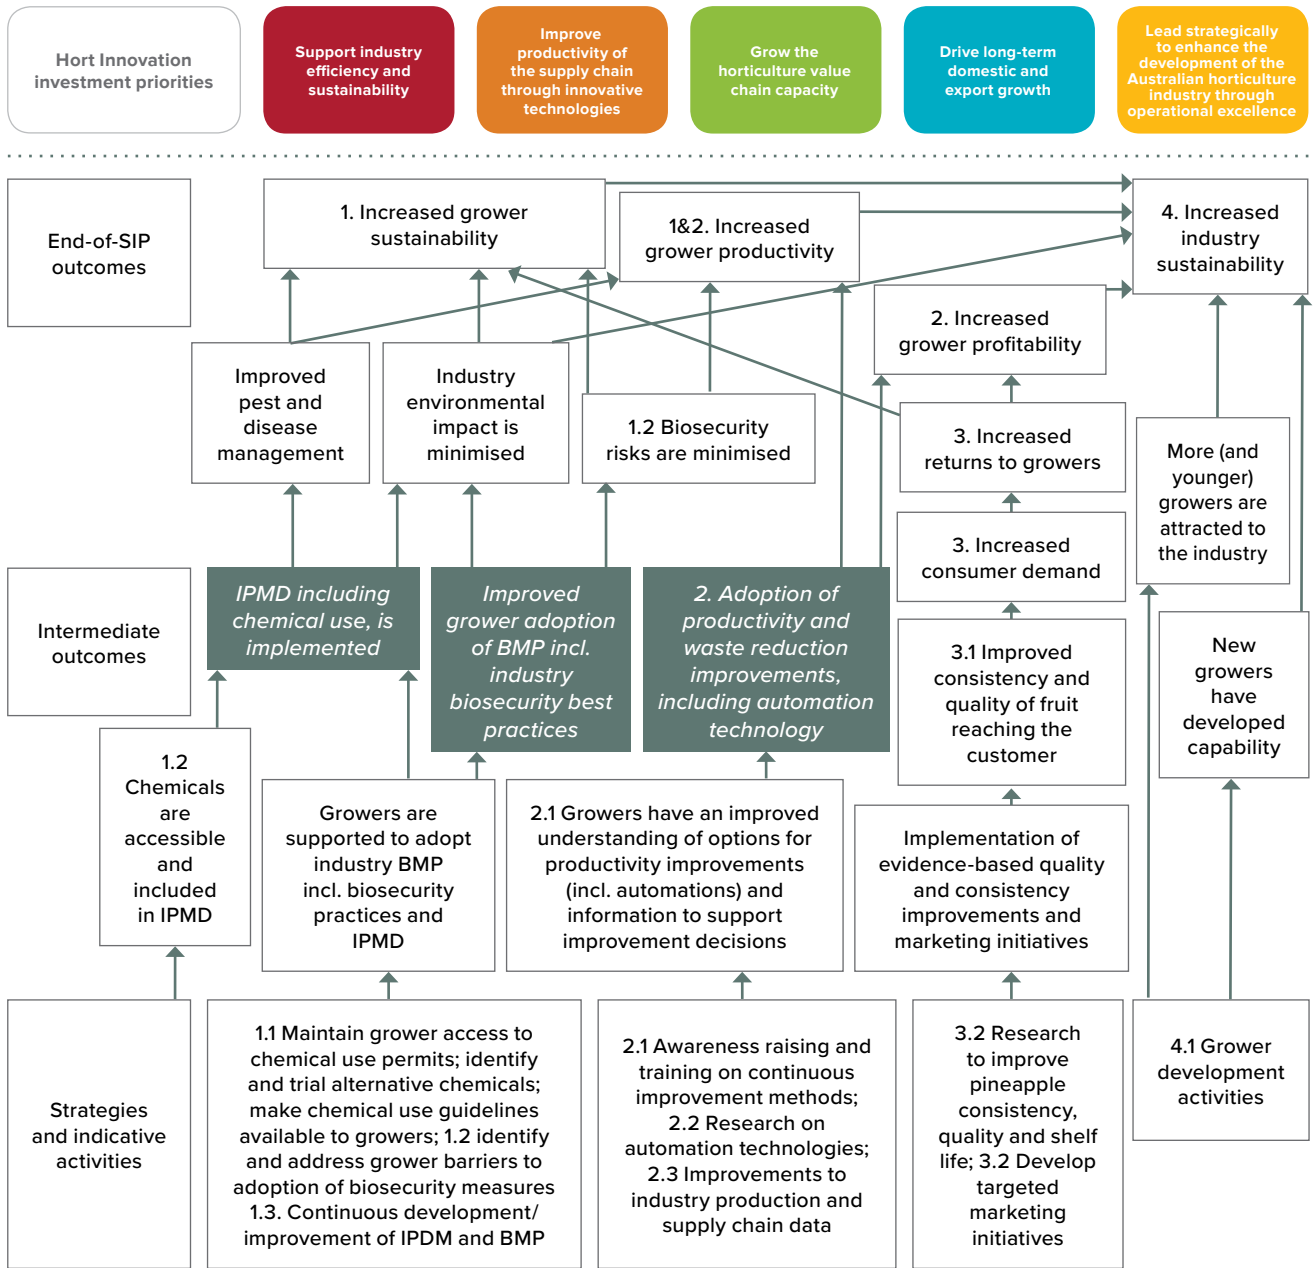 Hort Innovation
investment priorities
Support industry
efficiency and
sustainability
Improve
productivity of
the supply chain
through innovative
technologies
Grow the
horticulture value
chain capacity
Drive long-term
domestic and
export growth
Lead strategically
to enhance the
development of the
Australian horticulture
industry through
operational excellence
End-of-SIP
outcomes
1. Increased grower
sustainability
1&2. Increased
grower productivity
4. Increased
industry
sustainability
2. Increased
grower profitability
Improved
pest and
disease
management
Industry
environmental
impact is
minimised
1.2 Biosecurity
risks are minimised
3. Increased
returns to growers
More (and
younger)
growers are
attracted to
the industry
3. Increased
consumer demand
Intermediate
outcomes
IPMD including
chemical use, is
implemented
Improved
grower adoption
of BMP incl.
industry
biosecurity best
practices
2. Adoption of
productivity and
waste reduction
improvements,
including automation
technology
3.1 Improved
consistency and
quality of fruit
reaching the
customer
New
growers
have
developed
capability
1.2
Chemicals
are
accessible
and
included
in IPMD
Growers are
supported to adopt
industry BMP
incl. biosecurity
practices and
IPMD
2.1 Growers have an improved
understanding of options for
productivity improvements
(incl. automations) and
information to support
improvement decisions
Implementation of
evidence-based quality
and consistency
improvements and
marketing initiatives
Strategies
and indicative
activities
1.1 Maintain grower access to
chemical use permits; identify
and trial alternative chemicals;
make chemical use guidelines
available to growers; 1.2 identify
and address grower barriers to
adoption of biosecurity measures
1.3. Continuous development/
improvement of IPDM and BMP
2.1 Awareness raising and
training on continuous
improvement methods;
2.2 Research on
automation technologies;
2.3 Improvements to
industry production and
supply chain data
3.2 Research
to improve
pineapple
consistency,
quality and shelf
life; 3.2 Develop
targeted
marketing
initiatives
4.1 Grower
development
activities